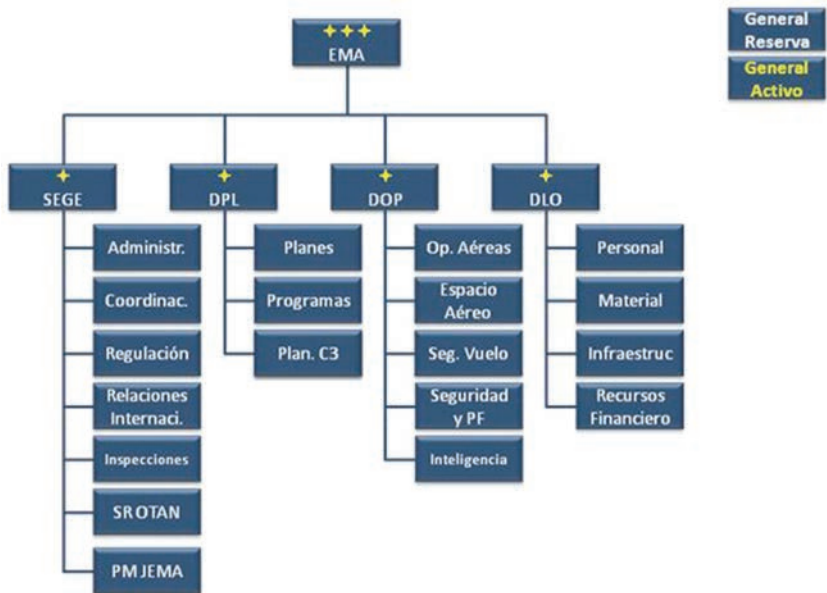 EMA
General
Reserva
General
Activo
SEGE
DPL
DOP
DLO
Administr.
Coordinac.
Regulación
Relaciones
Internaci.
Inspecciones
SR OTAN
PM JEMA
Planes
Programas
Plan. C3
Op. Aéreas
Espacio
Aéreo
Seg. Vuelo
Seguridad
y PF
Inteligencia
Personal
Material
Infraestruc
Recursos
Financiero